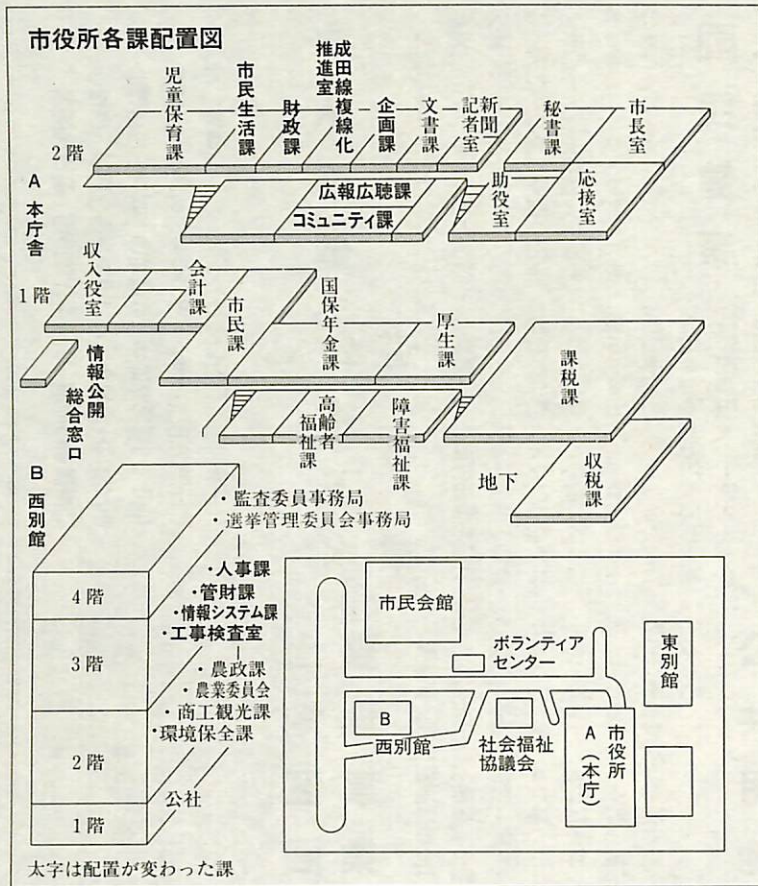 市役所各課配置図
A 本庁舎
2階
児童保育課
市民生活課
財政課
成田線複線化
推進室
企画課
文書課
新聞
記者室
秘書課
市長室
広報広聴課
コミュニティ課
助役室
応接室
1階
収入役室
会計課
市民課
国保年金課
厚生課
課税課
情報公開
総合窓口
高齢者
福祉課
障害福祉課
地下
収税課
B 西別館
・監査委員事務局
・選挙管理委員会事務局
4階
・人事課
・管財課
・情報システム課
・工事検査室
3階
・農政課
・農業委員会
・商工観光課
・環境保全課
2階
公社
1階
市民会館
ボランティア
センター
東別館
B
西別館
社会福祉
協議会
市役所
A(本庁)
太字は配置が変わった課